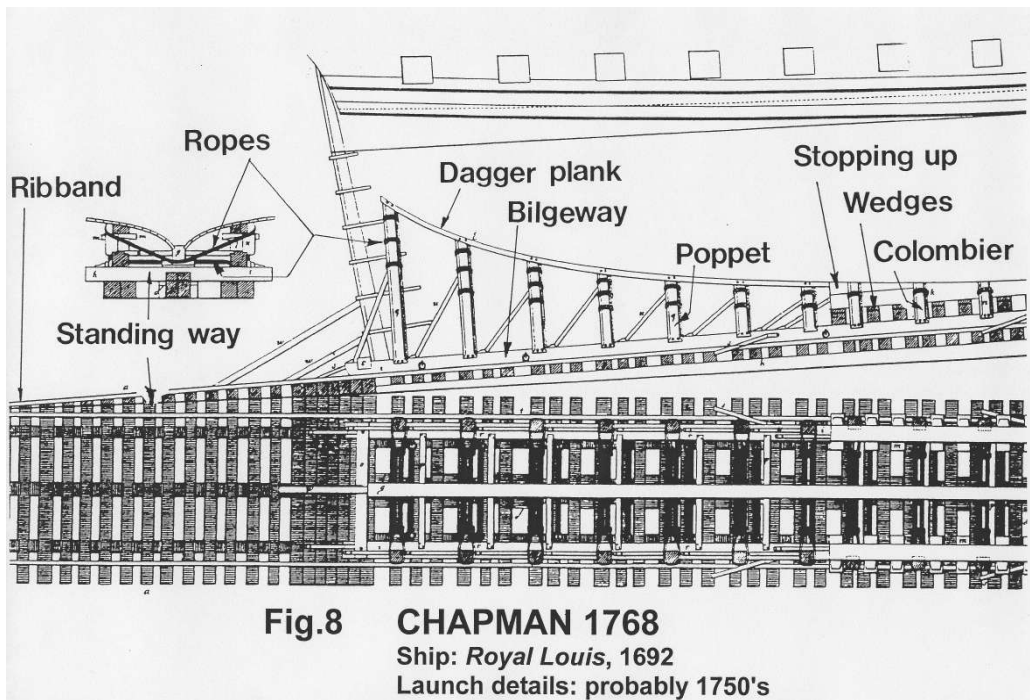 Ropes
Ribband
Standing way
Dagger plank
Bilgeway
Poppet
Stopping up
Wedges
Colombier
Fig.8 CHAPMAN 1768
Ship: Royal Louis, 1692
Launch details: probably 1750's